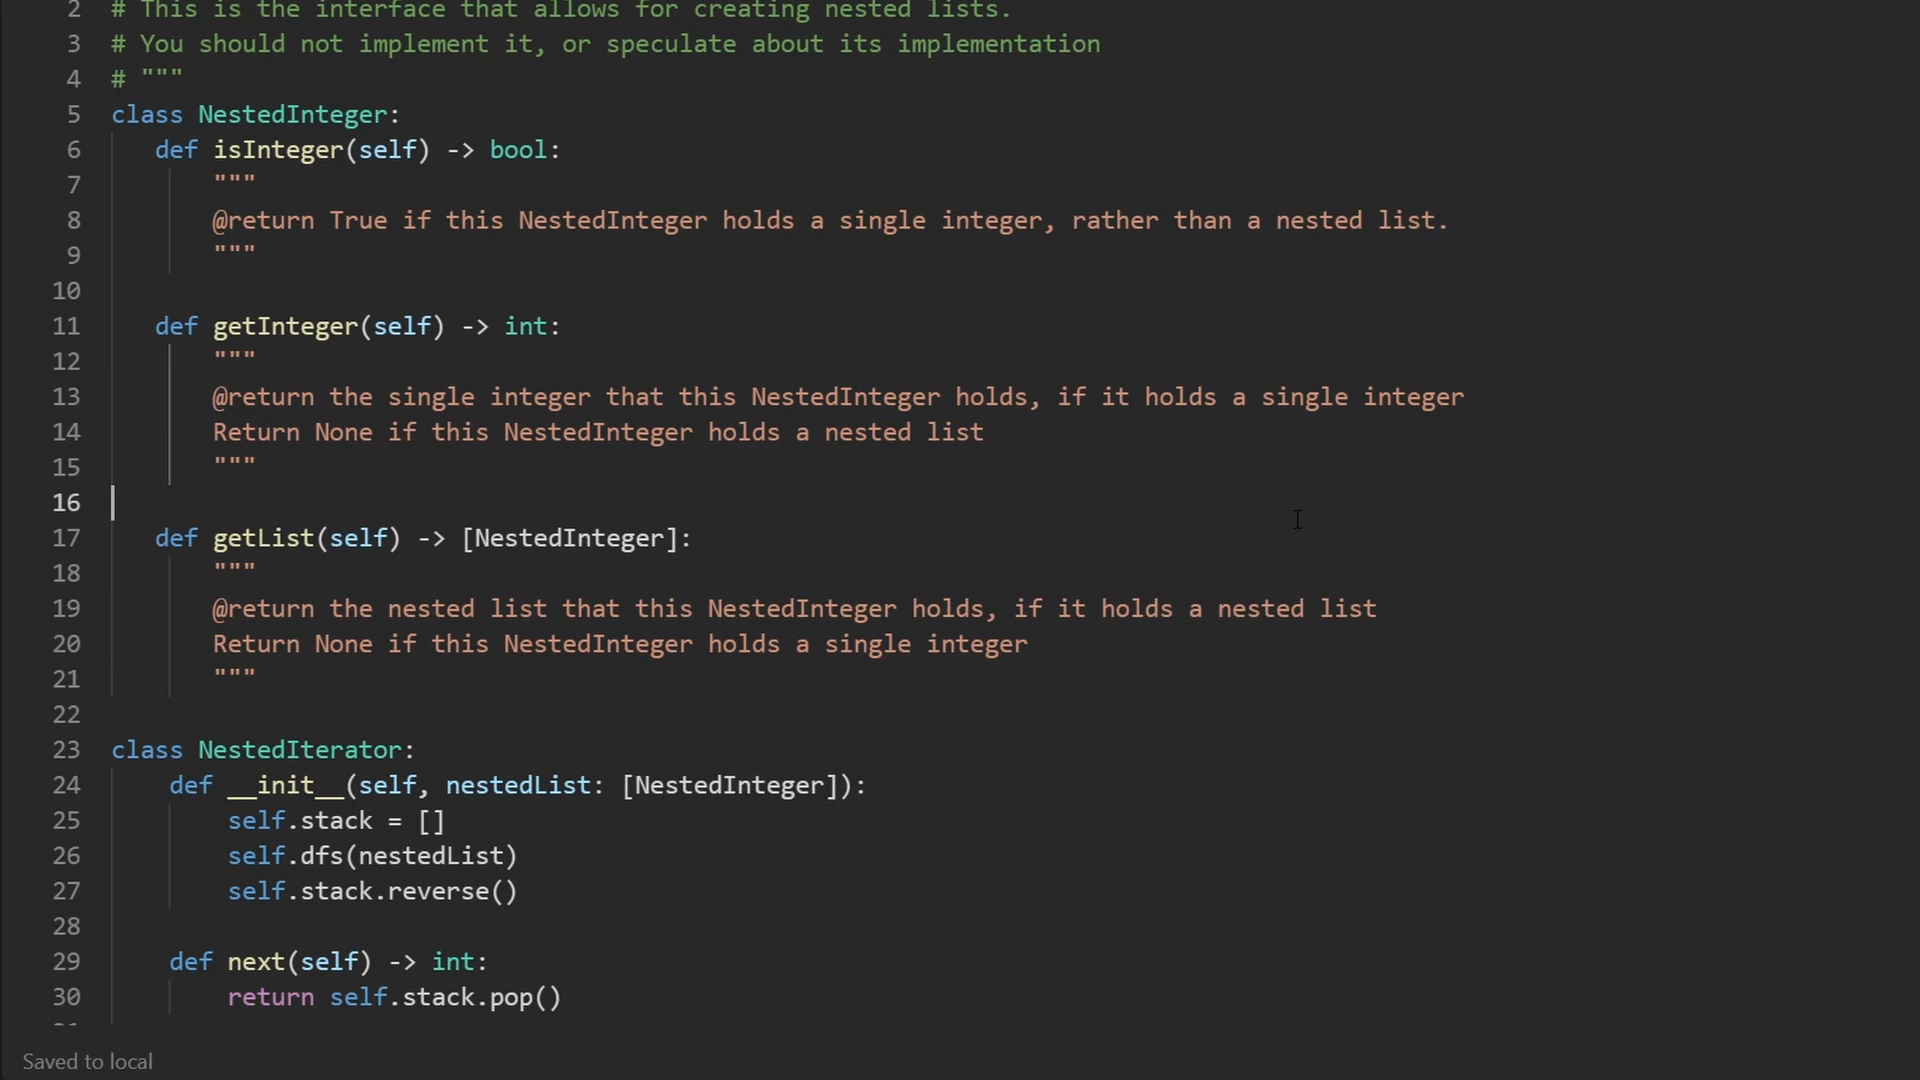 2 # This is the interface that allows for creating nested lists.
3 # You should not implement it, or speculate about its implementation
4 # """
5 class NestedInteger:
6    def isInteger(self) -> bool:
7        """
8        @return True if this NestedInteger holds a single integer, rather than a nested list.
9        """
10
11    def getInteger(self) -> int:
12        """
13        @return the single integer that this NestedInteger holds, if it holds a single integer
14        Return None if this NestedInteger holds a nested list
15        """
16
17    def getList(self) -> [NestedInteger]:
18        """
19        @return the nested list that this NestedInteger holds, if it holds a nested list
20        Return None if this NestedInteger holds a single integer
21        """
22
23 class NestedIterator:
24     def __init__(self, nestedList: [NestedInteger]):
25         self.stack = []
26         self.dfs(nestedList)
27         self.stack.reverse()
28
29     def next(self) -> int:
30         return self.stack.pop()
Saved to local